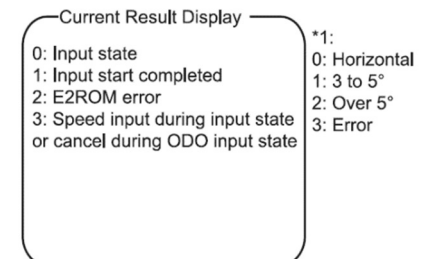 Current Result Display
0: Input state
1: Input start completed
2: E2ROM error
3: Speed input during input state
or cancel during ODO input state
*1:
0: Horizontal
1: 3 to 5°
2: Over 5°
3: Error